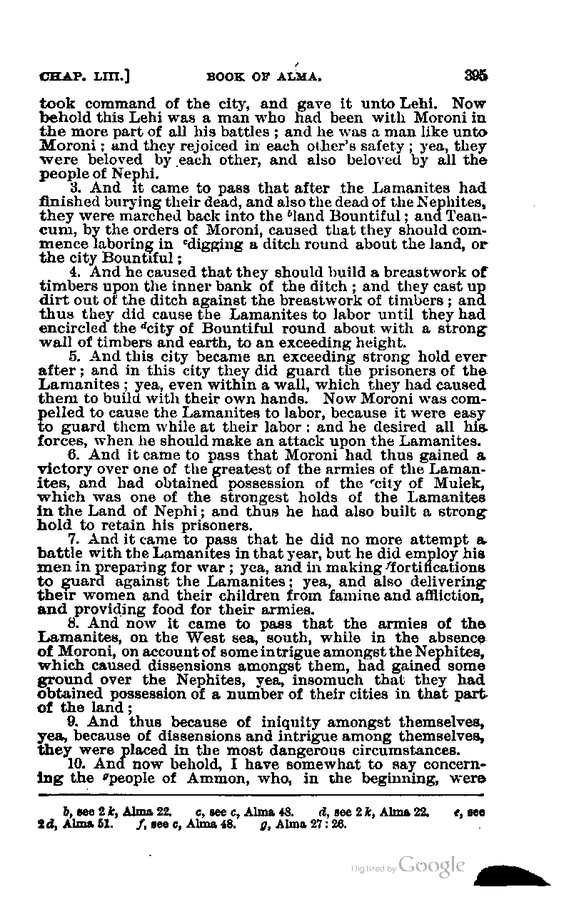 CHAP. LIII.] BOOK OF ALMA. 395
took command of the city, and gave it unto Lehi. Now
behold this Lehi was a man who had been with Moroni in
the more part of all his battles ; and he was a man like unto
Moroni ; and they rejoiced in each other's safety ; yea, they
were beloved by each other, and also beloved by all the
people of Nephi.
3. And it came to pass that after the Lamanites had
finished burying their dead, and also the dead of the Nephites,
they were marched back into the ᵇland Bountiful ; and Tean-
cum, by the orders of Moroni, caused that they should com-
mence laboring in ᶜdigging a ditch round about the land, or
the city Bountiful ;
4. And he caused that they should build a breastwork of
timbers upon the inner bank of the ditch ; and they cast up
dirt out of the ditch against the breastwork of timbers ; and
thus they did cause the Lamanites to labor until they had
encircled the ᵈcity of Bountiful round about with a strong
wall of timbers and earth, to an exceeding height.
5. And this city became an exceeding strong hold ever
after ; and in this city they did guard the prisoners of the
Lamanites ; yea, even within a wall, which they had caused
them to build with their own hands. Now Moroni was com-
pelled to cause the Lamanites to labor, because it were easy
to guard them while at their labor ; and he desired all his
forces, when he should make an attack upon the Lamanites.
6. And it came to pass that Moroni had thus gained a
victory over one of the greatest of the armies of the Laman-
ites, and had obtained possession of the ᵉcity of Mulek,
which was one of the strongest holds of the Lamanites
in the Land of Nephi; and thus he had also built a strong
hold to retain his prisoners.
7. And it came to pass that he did no more attempt a
battle with the Lamanites in that year, but he did employ his
men in preparing for war ; yea, and in making ᶠfortifications
to guard against the Lamanites ; yea, and also delivering
their women and their children from famine and affliction,
and providing food for their armies.
8. And now it came to pass that the armies of the
Lamanites, on the West sea, south, while in the absence
of Moroni, on account of some intrigue amongst the Nephites,
which caused dissensions amongst them, had gained some
ground over the Nephites, yea, insomuch that they had
obtained possession of a number of their cities in that part
of the land ;
9. And thus because of iniquity amongst themselves,
yea, because of dissensions and intrigue among themselves,
they were placed in the most dangerous circumstances.
10. And now behold, I have somewhat to say concern-
ing the ᵍpeople of Ammon, who, in the beginning, were
b, see 2 k, Alma 22. c, see c, Alma 48. d, see 2 k, Alma 22. e, see
2 d, Alma 51. f, see c, Alma 48. g, Alma 27 : 26.
Digitized by Google